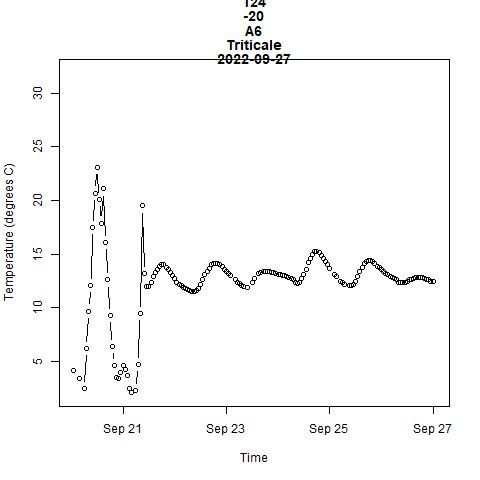 124
-20
A6
Triticale
2022-09-27
30
25
20
15
10
5
Temperature (degrees C)
Sep 21
Sep 23
Sep 25
Sep 27
Time